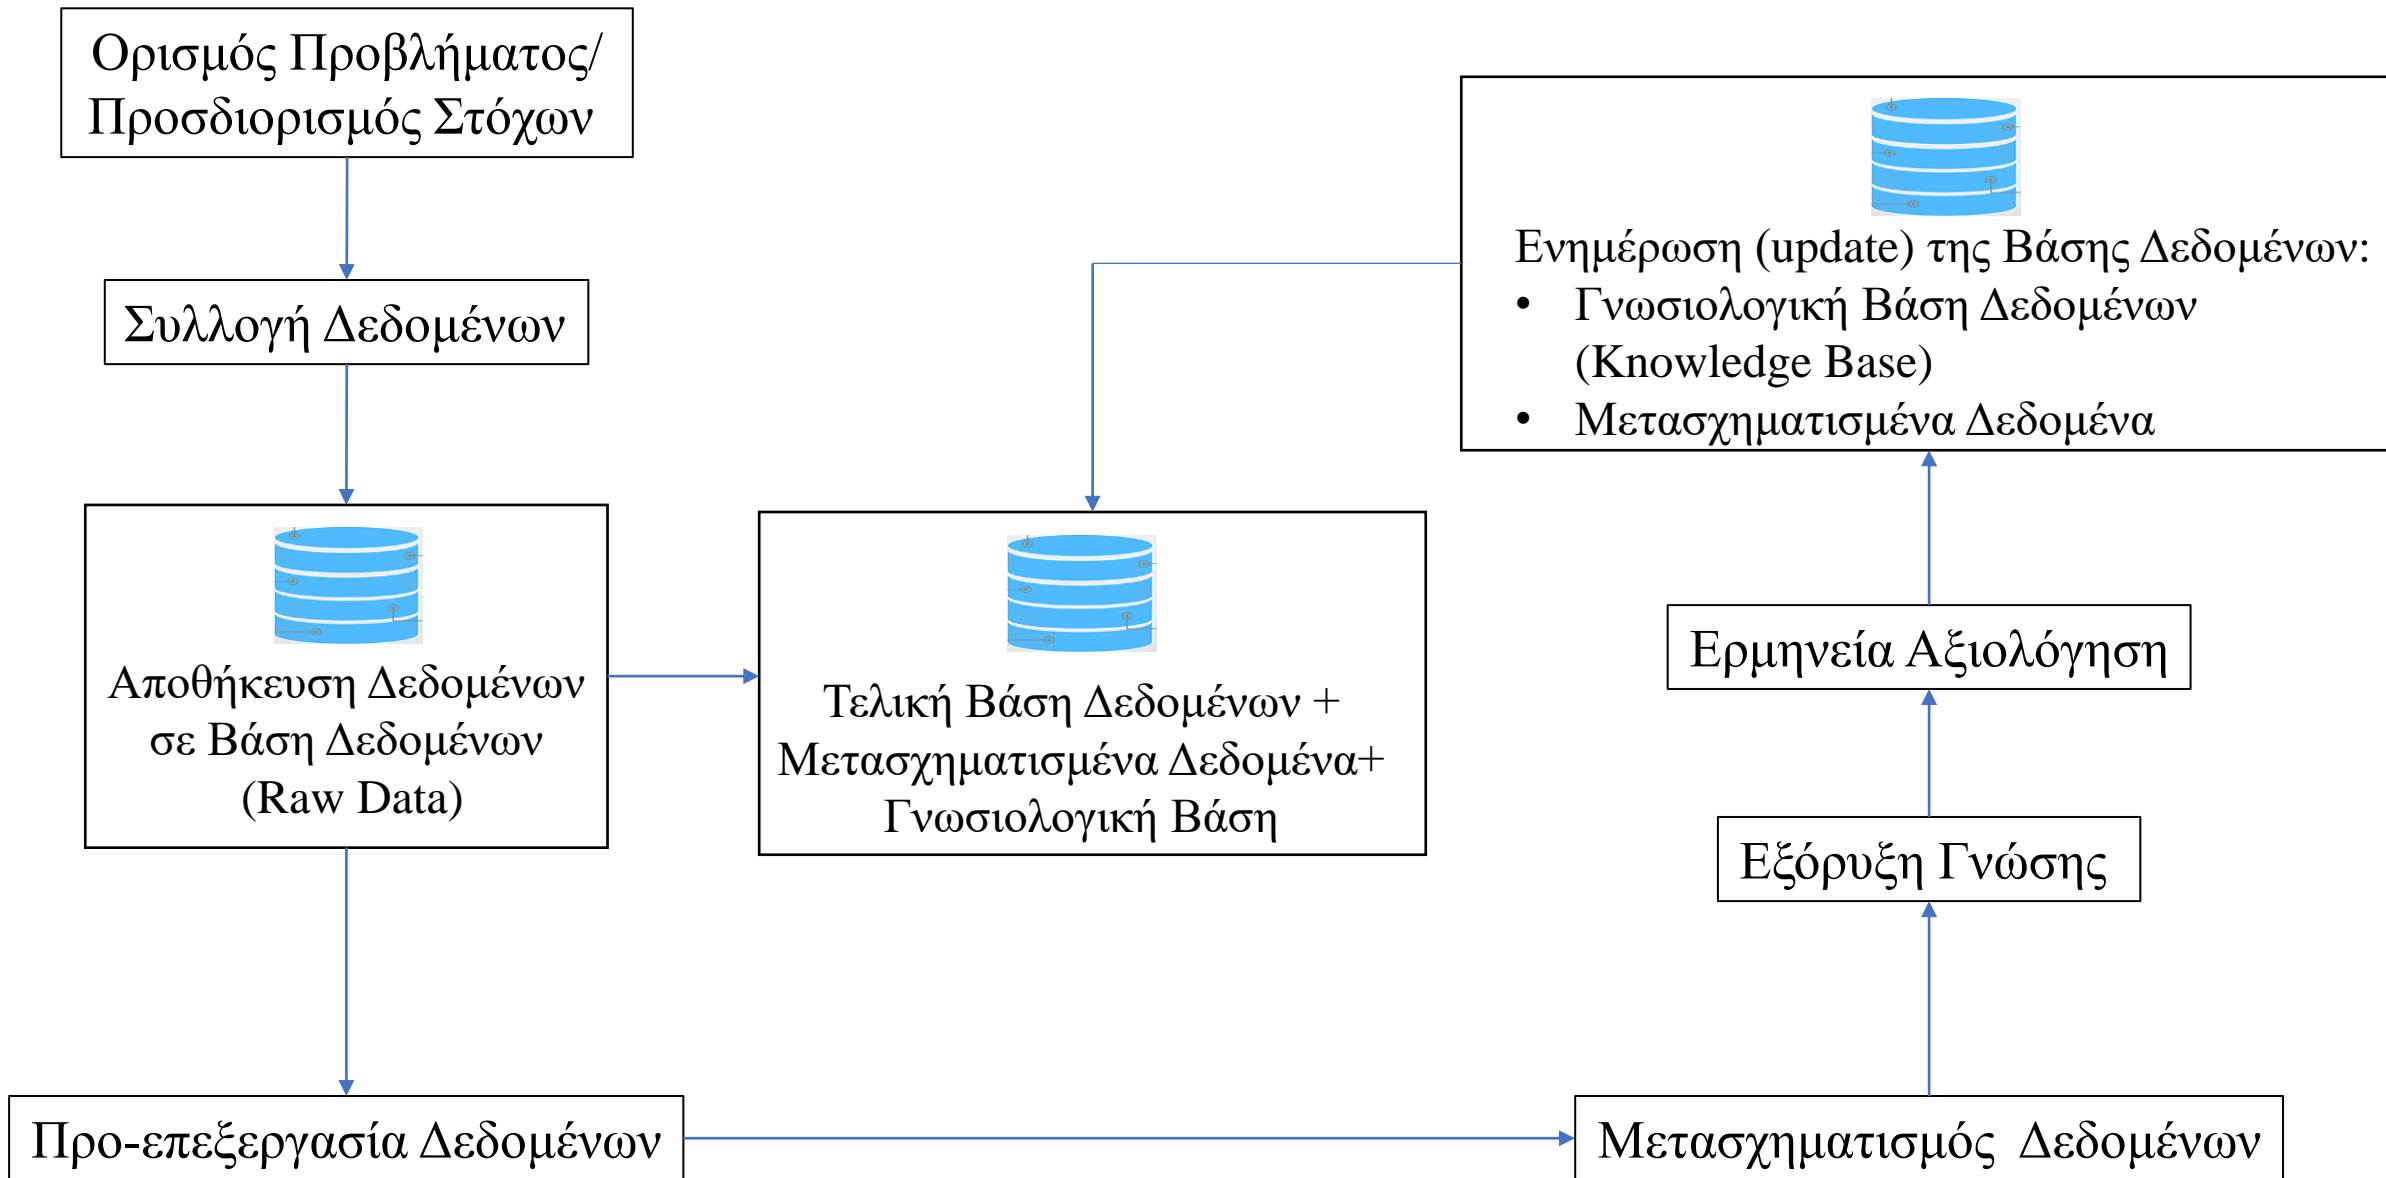 Ορισμός Προβλήματος/
Προσδιορισμός Στόχων
Συλλογή Δεδομένων
Αποθήκευση Δεδομένων
σε Βάση Δεδομένων
(Raw Data)
Προ-επεξεργασία Δεδομένων
Μετασχηματισμός Δεδομένων
Εξόρυξη Γνώσης
Ερμηνεία Αξιολόγηση
Ενημέρωση (update) της Βάσης Δεδομένων:
• Γνωσιολογική Βάση Δεδομένων
(Knowledge Base)
• Μετασχηματισμένα Δεδομένα
Τελική Βάση Δεδομένων +
Μετασχηματισμένα Δεδομένα+
Γνωσιολογική Βάση